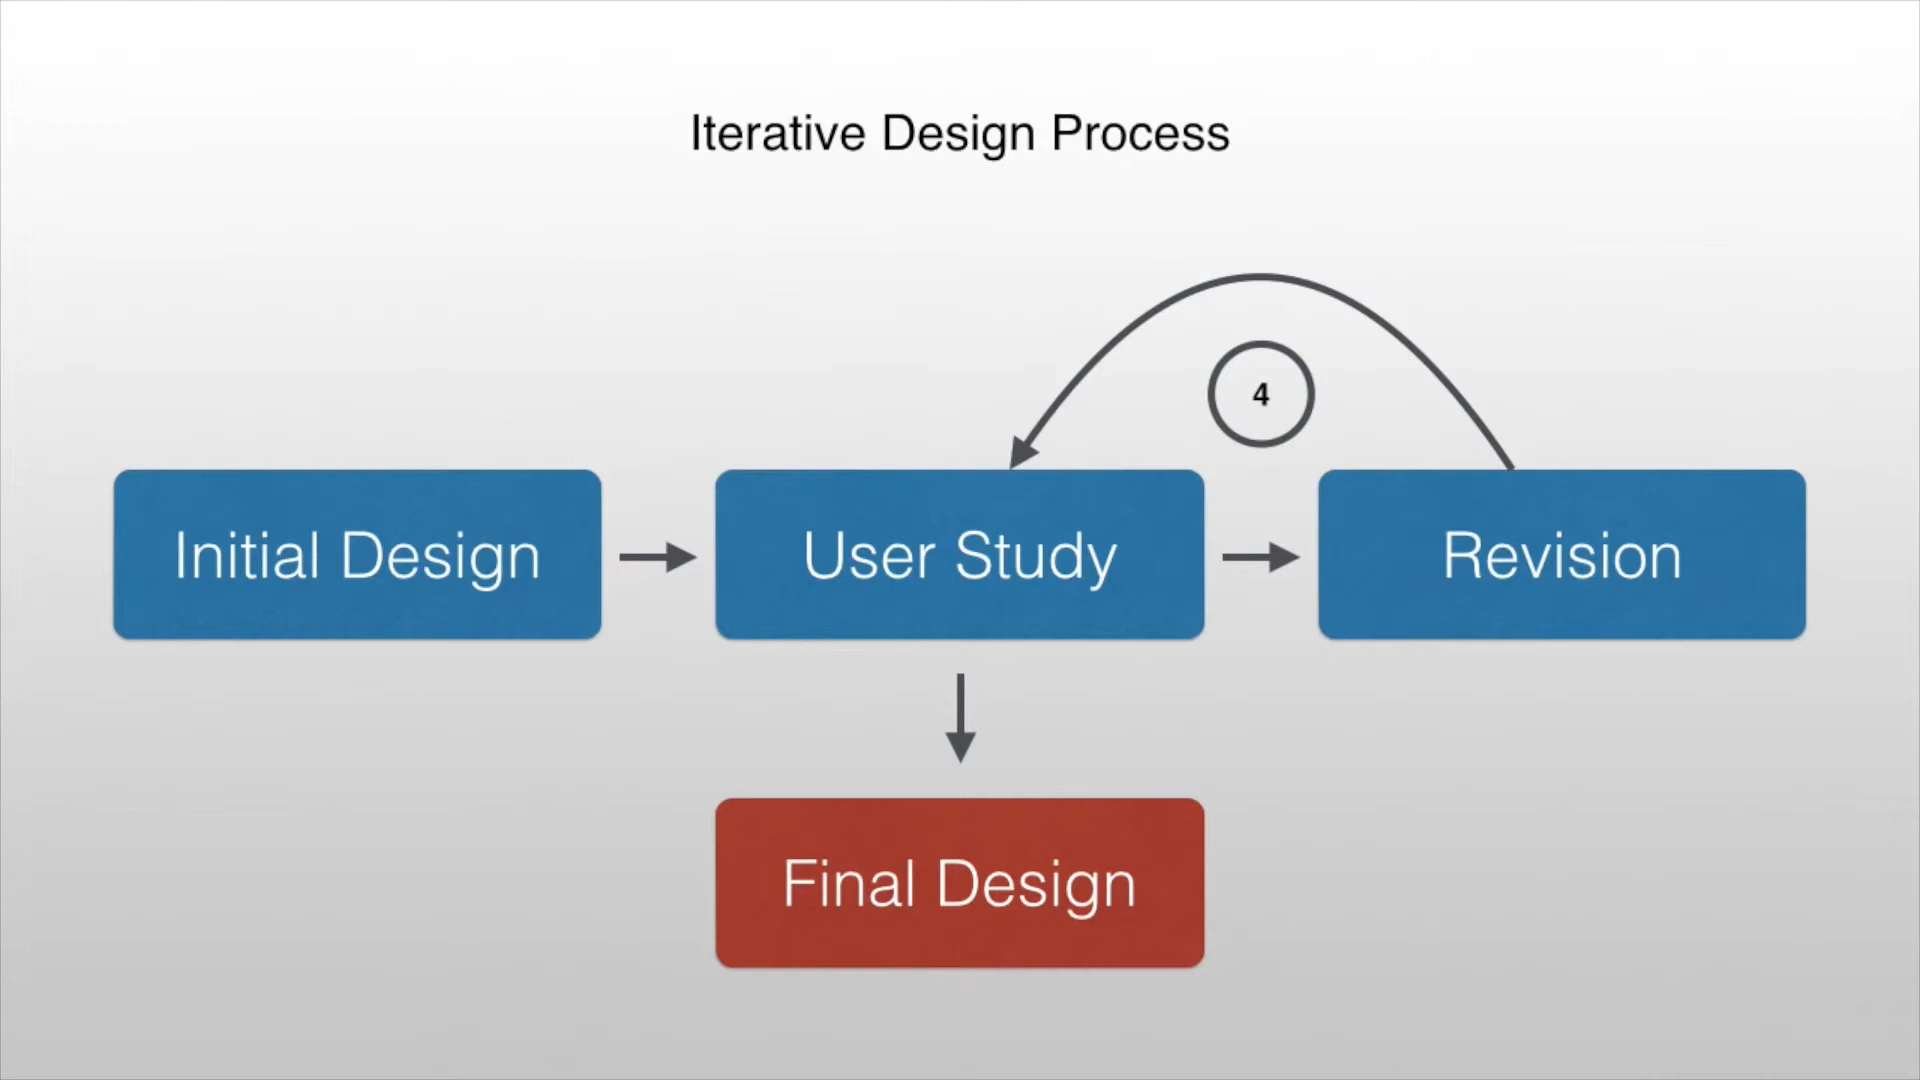 Iterative Design Process
4
Initial Design
User Study
Revision
Final Design